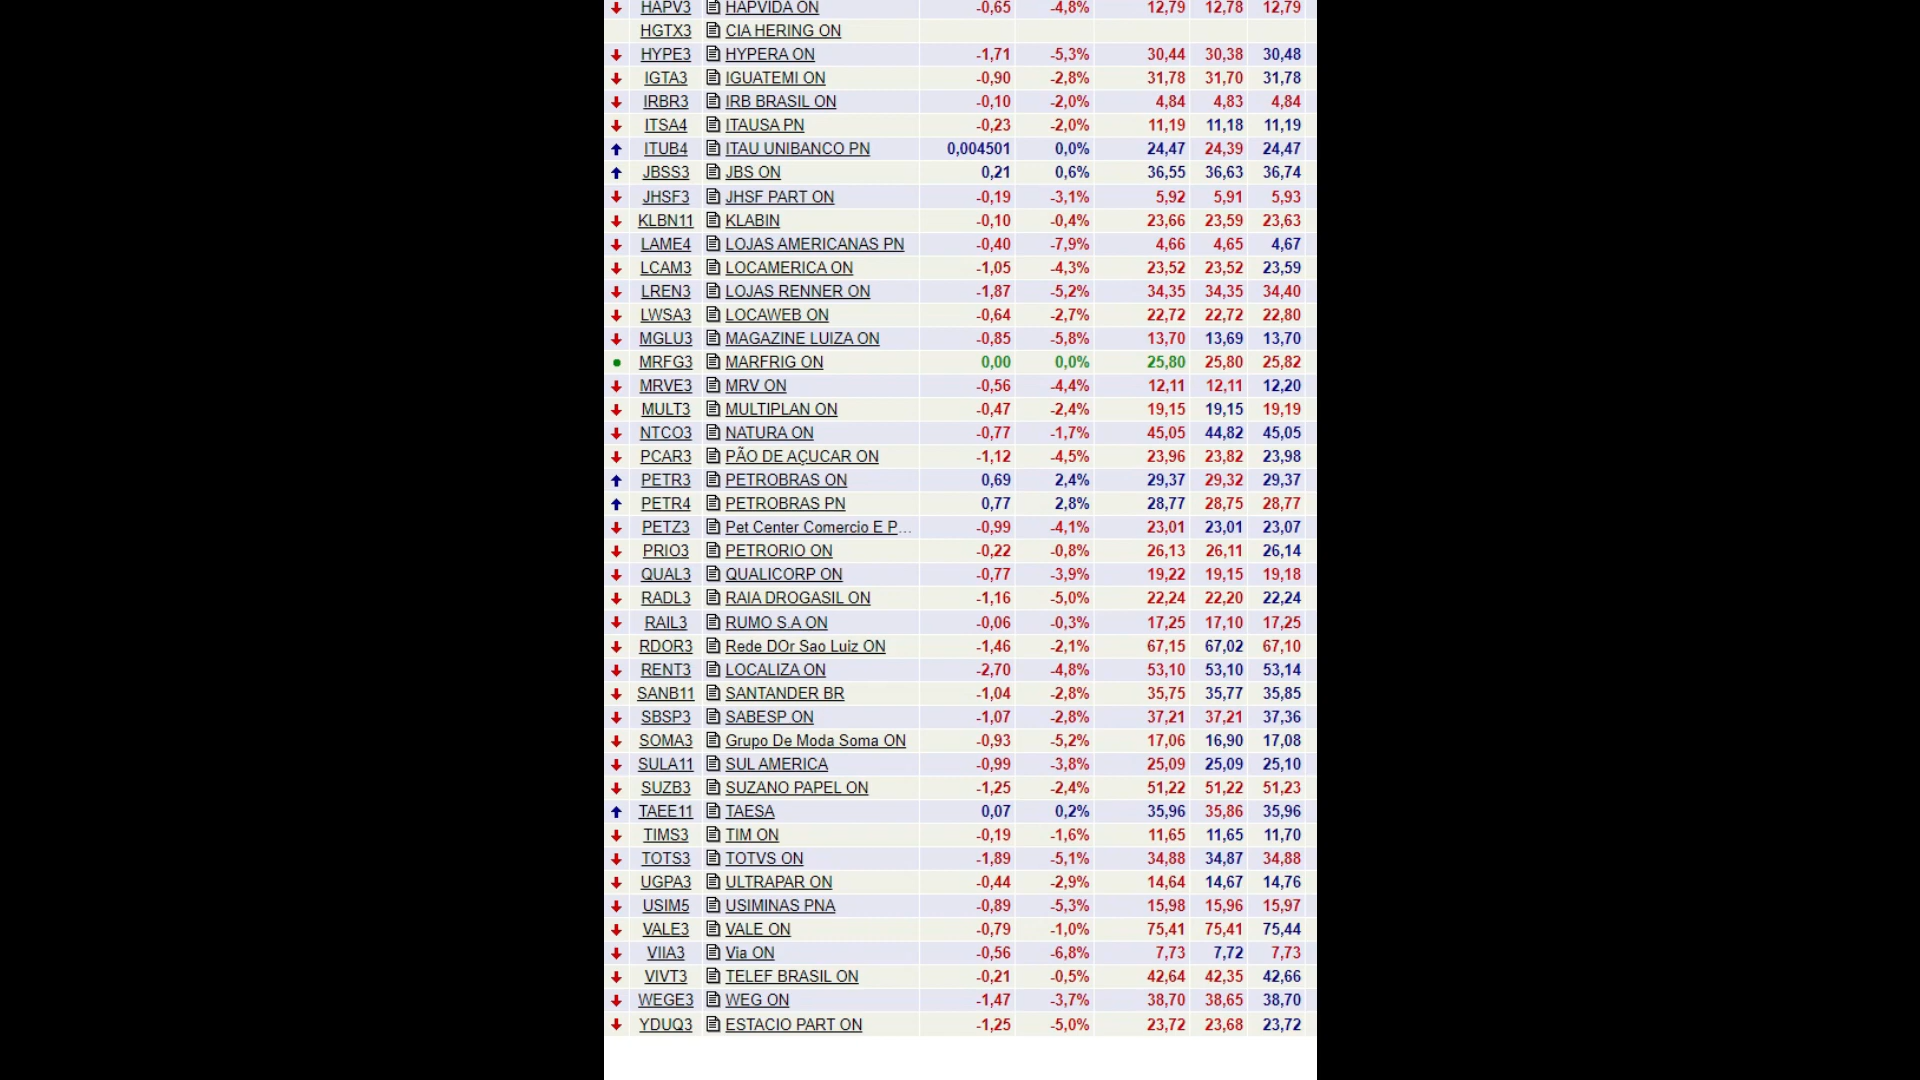 HAPV3 HAPVIDA ON -0,65 -4,8% 12,79 12,78 12,79
HGTX3 CIA HERING ON
HYPE3 HYPERA ON -1,71 -5,3% 30,44 30,38 30,48
IGTA3 IGUATEMI ON -0,90 -2,8% 31,78 31,70 31,78
IRBR3 IRB BRASIL ON -0,10 -2,0% 4,84 4,83 4,84
ITSA4 ITAUSA PN -0,23 -2,0% 11,19 11,18 11,19
ITUB4 ITAU UNIBANCO PN 0,004501 0,0% 24,47 24,39 24,47
JBSS3 JBS ON 0,21 0,6% 36,55 36,63 36,74
JHSF3 JHSF PART ON -0,19 -3,1% 5,92 5,91 5,93
KLBN11 KLABIN -0,10 -0,4% 23,66 23,59 23,63
LAME4 LOJAS AMERICANAS PN -0,40 -7,9% 4,66 4,65 4,67
LCAM3 LOCAMERICA ON -1,05 -4,3% 23,52 23,52 23,59
LREN3 LOJAS RENNER ON -1,87 -5,2% 34,35 34,35 34,40
LWSA3 LOCAWEB ON -0,64 -2,7% 22,72 22,72 22,80
MGLU3 MAGAZINE LUIZA ON -0,85 -5,8% 13,70 13,69 13,70
MRFG3 MARFRIG ON 0,00 0,0% 25,80 25,80 25,82
MRVE3 MRV ON -0,56 -4,4% 12,11 12,11 12,20
MULT3 MULTIPLAN ON -0,47 -2,4% 19,15 19,15 19,19
NTCO3 NATURA ON -0,77 -1,7% 45,05 44,82 45,05
PCAR3 PÃO DE AÇUCAR ON -1,12 -4,5% 23,96 23,82 23,98
PETR3 PETROBRAS ON 0,69 2,4% 29,37 29,32 29,37
PETR4 PETROBRAS PN 0,77 2,8% 28,77 28,75 28,77
PETZ3 Pet Center Comercio E P... -0,99 -4,1% 23,01 23,01 23,07
PRIO3 PETRORIO ON -0,22 -0,8% 26,13 26,11 26,14
QUAL3 QUALICORP ON -0,77 -3,9% 19,22 19,15 19,18
RADL3 RAIA DROGASIL ON -1,16 -5,0% 22,24 22,20 22,24
RAIL3 RUMO S.A ON -0,06 -0,3% 17,25 17,10 17,25
RDOR3 Rede DOr Sao Luiz ON -1,46 -2,1% 67,15 67,02 67,10
RENT3 LOCALIZA ON -2,70 -4,8% 53,10 53,10 53,14
SANB11 SANTANDER BR -1,04 -2,8% 35,75 35,77 35,85
SBSP3 SABESP ON -1,07 -2,8% 37,21 37,21 37,36
SOMA3 Grupo De Moda Soma ON -0,93 -5,2% 17,06 16,90 17,08
SULA11 SUL AMERICA -0,99 -3,8% 25,09 25,09 25,10
SUZB3 SUZANO PAPEL ON -1,25 -2,4% 51,22 51,22 51,23
TAEE11 TAESA 0,07 0,2% 35,96 35,86 35,96
TIMS3 TIM ON -0,19 -1,6% 11,65 11,65 11,70
TOTS3 TOTVS ON -1,89 -5,1% 34,88 34,87 34,88
UGPA3 ULTRAPAR ON -0,44 -2,9% 14,64 14,67 14,76
USIM5 USIMINAS PNA -0,89 -5,3% 15,98 15,96 15,97
VALE3 VALE ON -0,79 -1,0% 75,41 75,41 75,44
VIIA3 Via ON -0,56 -6,8% 7,73 7,72 7,73
VIVT3 TELEF BRASIL ON -0,21 -0,5% 42,64 42,35 42,66
WEGE3 WEG ON -1,47 -3,7% 38,70 38,65 38,70
YDUQ3 ESTACIO PART ON -1,25 -5,0% 23,72 23,68 23,72